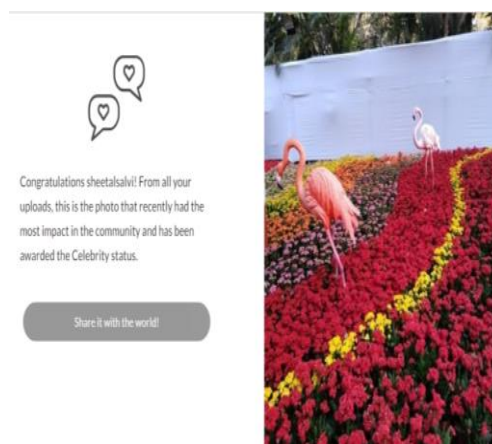 Congratulations sheetalsalvi! From all your
uploads, this is the photo that recently had the
most impact in the community and has been
awarded the Celebrity status.
Share it with the world!